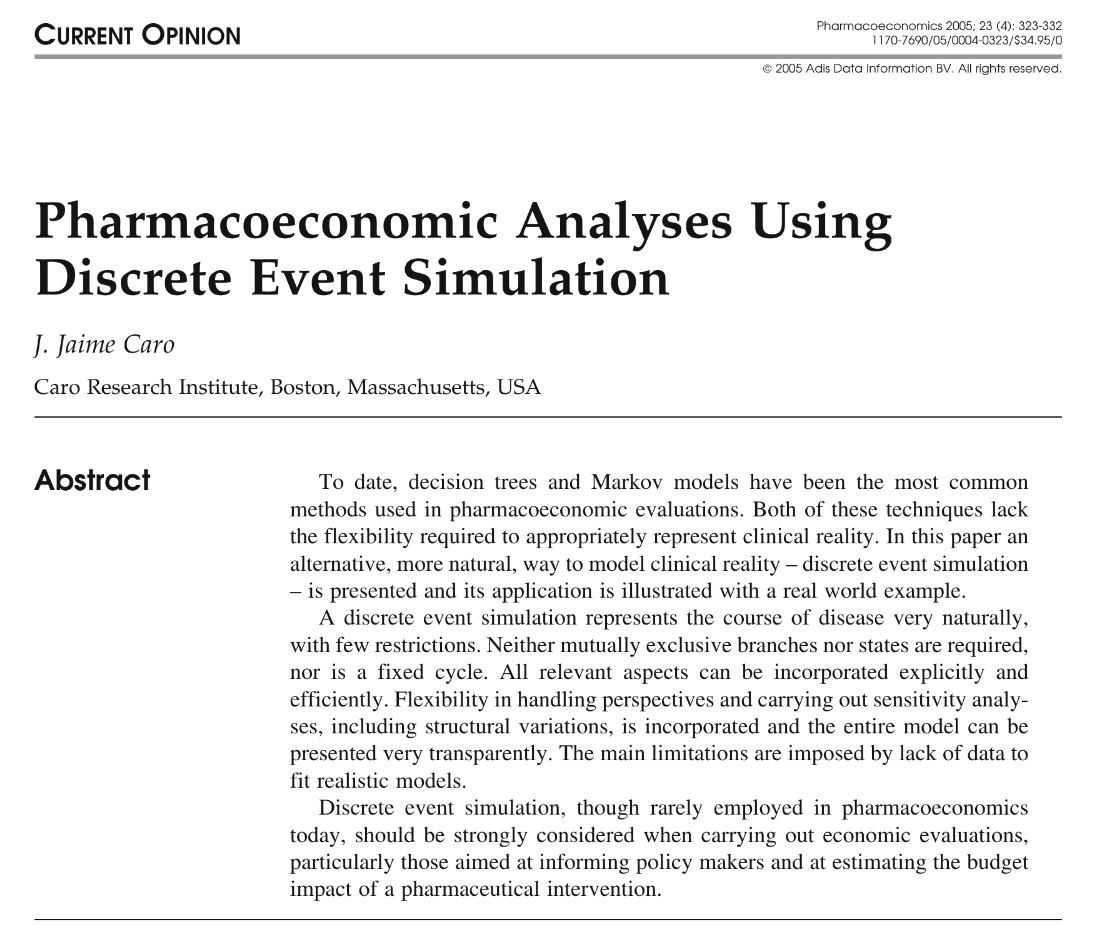 CURRENT OPINION
Pharmacoeconomics 2005; 23 (4): 323-332
1170-7690/05/0004-0323/$34.95/0
© 2005 Adis Data Information BV. All rights reserved.
Pharmacoeconomic Analyses Using
Discrete Event Simulation
J. Jaime Caro
Caro Research Institute, Boston, Massachusetts, USA
Abstract
To date, decision trees and Markov models have been the most common
methods used in pharmacoeconomic evaluations. Both of these techniques lack
the flexibility required to appropriately represent clinical reality. In this paper an
alternative, more natural, way to model clinical reality – discrete event simulation
– is presented and its application is illustrated with a real world example.
A discrete event simulation represents the course of disease very naturally,
with few restrictions. Neither mutually exclusive branches nor states are required,
nor is a fixed cycle. All relevant aspects can be incorporated explicitly and
efficiently. Flexibility in handling perspectives and carrying out sensitivity analy-
ses, including structural variations, is incorporated and the entire model can be
presented very transparently. The main limitations are imposed by lack of data to
fit realistic models.
Discrete event simulation, though rarely employed in pharmacoeconomics
today, should be strongly considered when carrying out economic evaluations,
particularly those aimed at informing policy makers and at estimating the budget
impact of a pharmaceutical intervention.